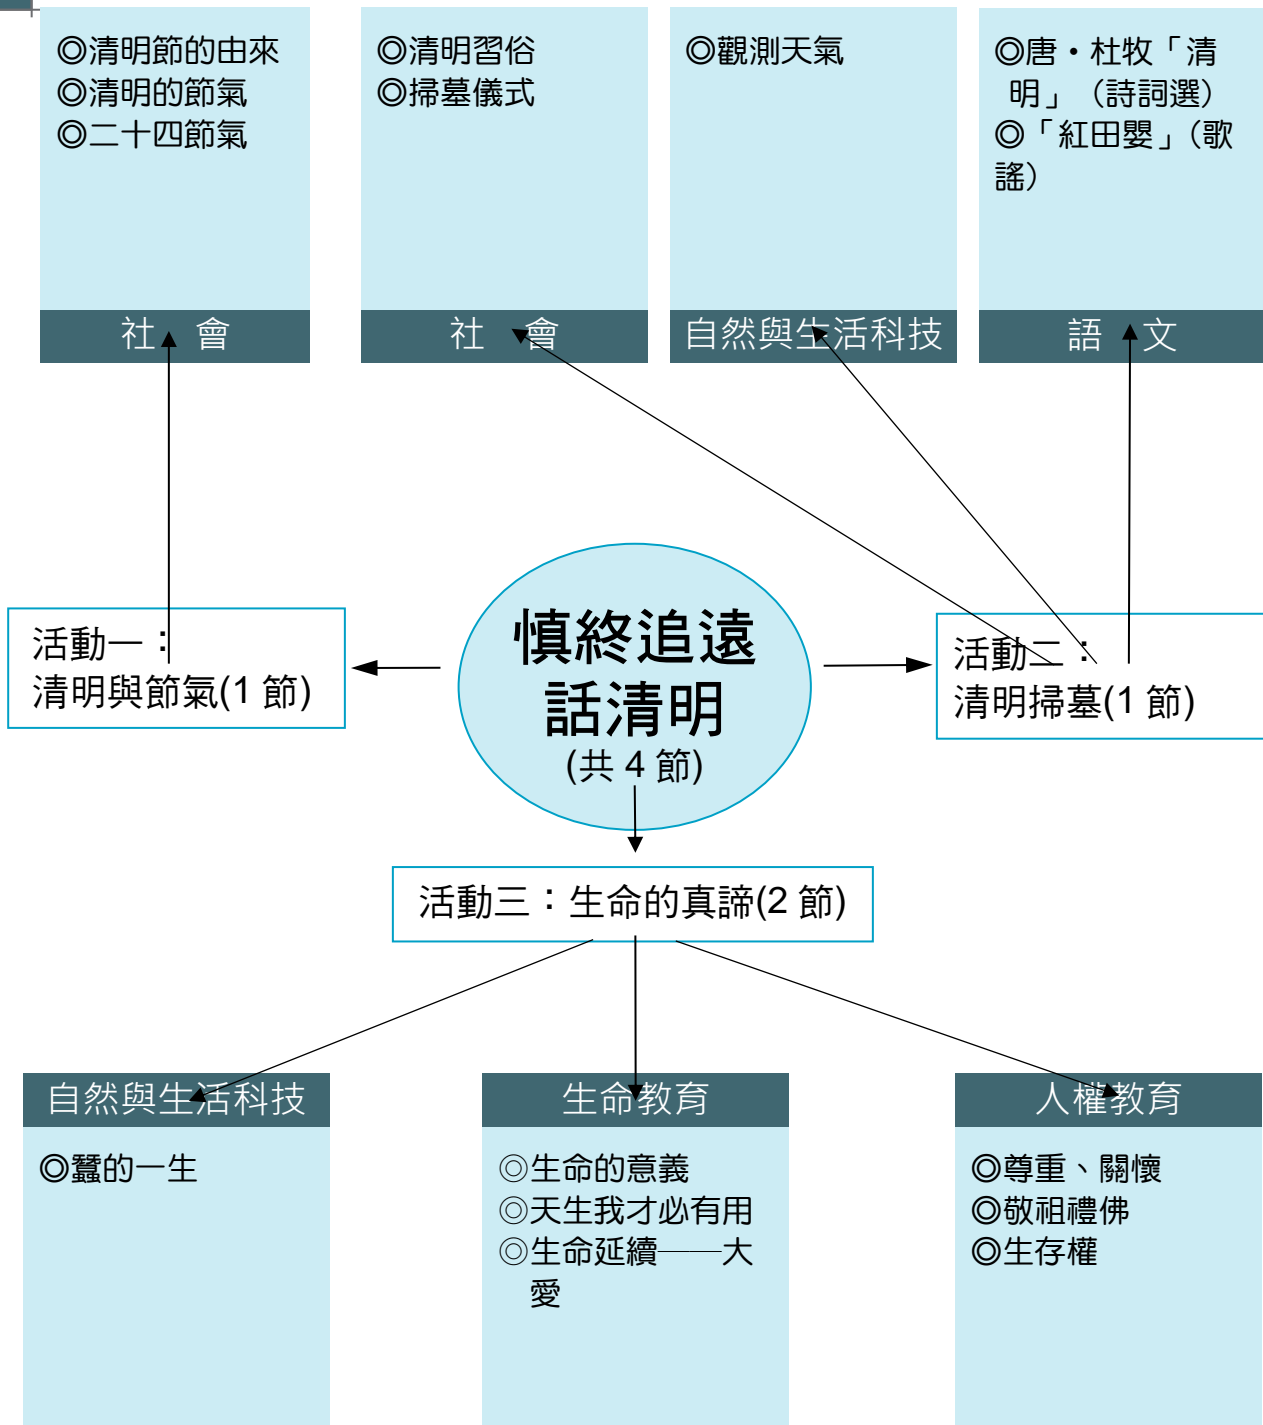 ◎清明節的由來
◎清明的節氣
◎二十四節氣
社　會
◎清明習俗
◎掃墓儀式
社　會
◎觀測天氣
自然與生活科技
◎唐・杜牧「清
明」（詩詞選）
◎「紅田嬰」（歌
謠）
語　文
活動一：
清明與節氣(1 節)
慎終追遠
話清明
(共 4 節)
活動二：
清明掃墓(1 節)
活動三：生命的真諦(2 節)
自然與生活科技
◎蠶的一生
生命教育
◎生命的意義
◎天生我才必有用
◎生命延續──大
愛
人權教育
◎尊重、關懷
◎敬祖禮佛
◎生存權